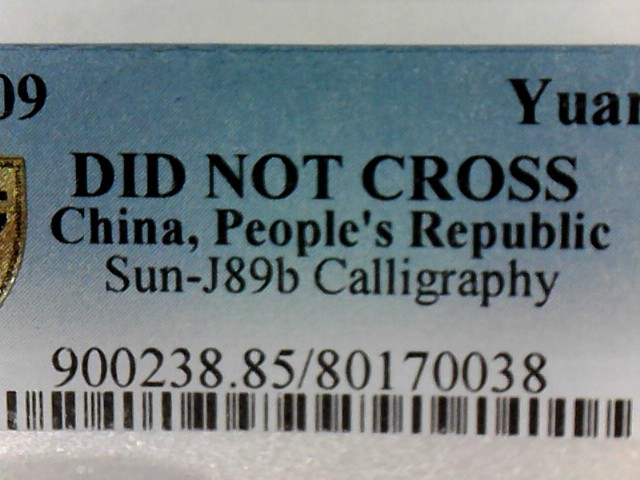 09 Yuan
DID NOT CROSS
China, People's Republic
Sun-J89b Calligraphy
900238.85/80170038